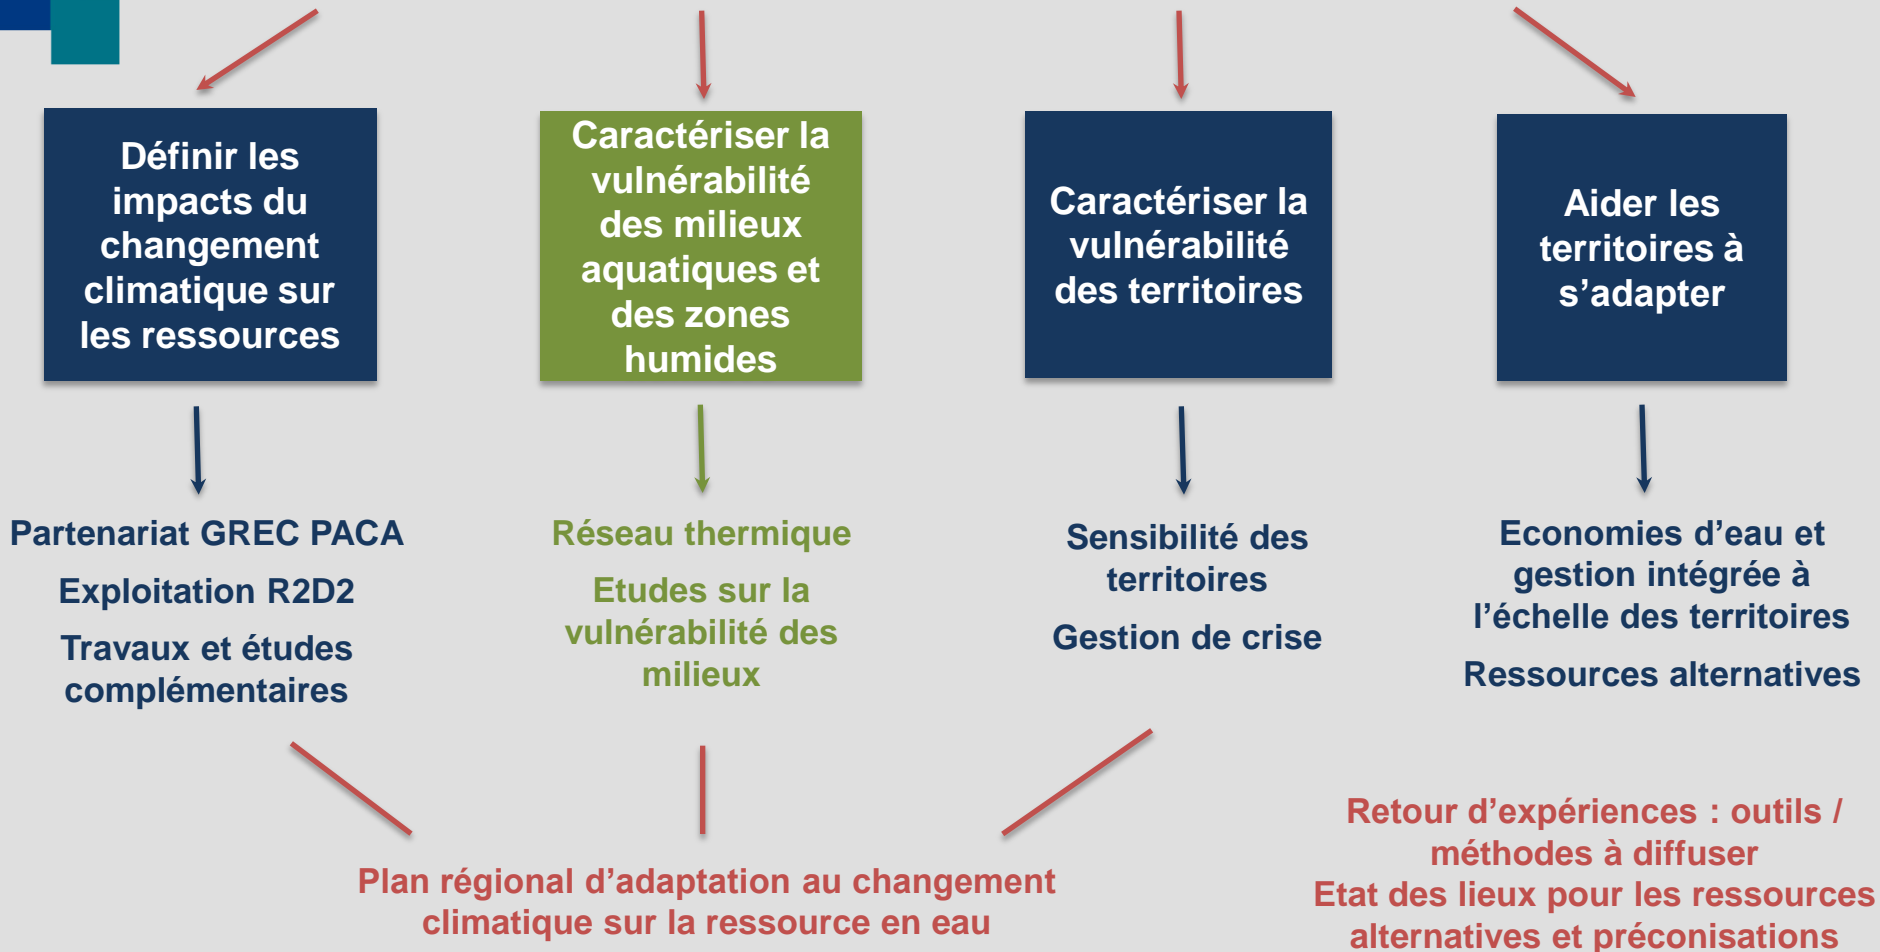 Définir les
impacts du
changement
climatique sur
les ressources
Caractériser la
vulnérabilité
des milieux
aquatiques et
des zones
humides
Caractériser la
vulnérabilité
des territoires
Aider les
territoires à
s’adapter
Partenariat GREC PACA
Exploitation R2D2
Travaux et études
complémentaires
Réseau thermique
Etudes sur la
vulnérabilité des
milieux
Sensibilité des
territoires
Gestion de crise
Economies d’eau et
gestion intégrée à
l’échelle des territoires
Ressources alternatives
Plan régional d’adaptation au changement
climatique sur la ressource en eau
Retour d’expériences : outils /
méthodes à diffuser
Etat des lieux pour les ressources
alternatives et préconisations